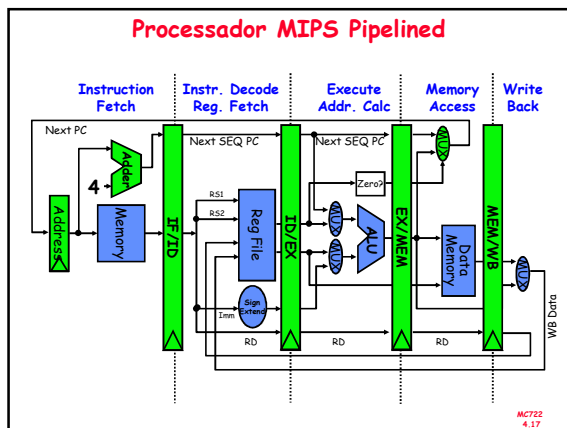 Processador MIPS Pipelined
Instruction
Fetch
Instr. Decode
Reg. Fetch
Execute
Addr. Calc
Memory
Access
Write
Back
Next PC
Next SEQ PC
Next SEQ PC
MUX
Adder
4
Zero?
RS1
RS2
Address
Memory
IF/ID
Reg File
ID/EX
MUX
MUX
ALU
EX/MEM
Data
Memory
MEM/WB
MUX
Sign
Extend
Imm
WB Data
RD
RD
RD
MC722
4.17